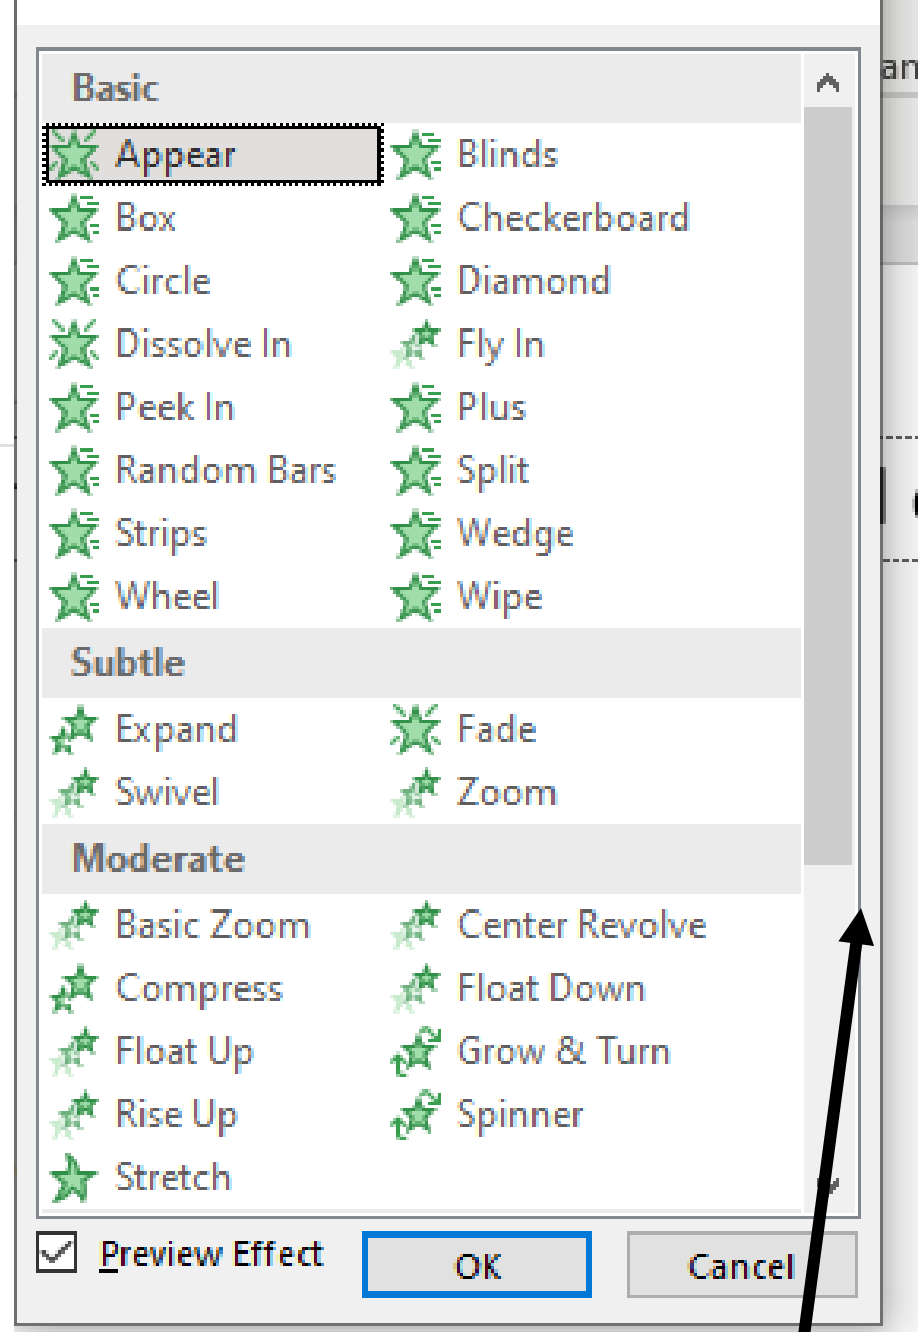 Basic
Appear Blinds
Box Checkerboard
Circle Diamond
Dissolve In Fly In
Peek In Plus
Random Bars Split
Strips Wedge
Wheel Wipe
Subtle
Expand Fade
Swivel Zoom
Moderate
Basic Zoom Center Revolve
Compress Float Down
Float Up Grow & Turn
Rise Up Spinner
Stretch
Preview Effect OK Cancel